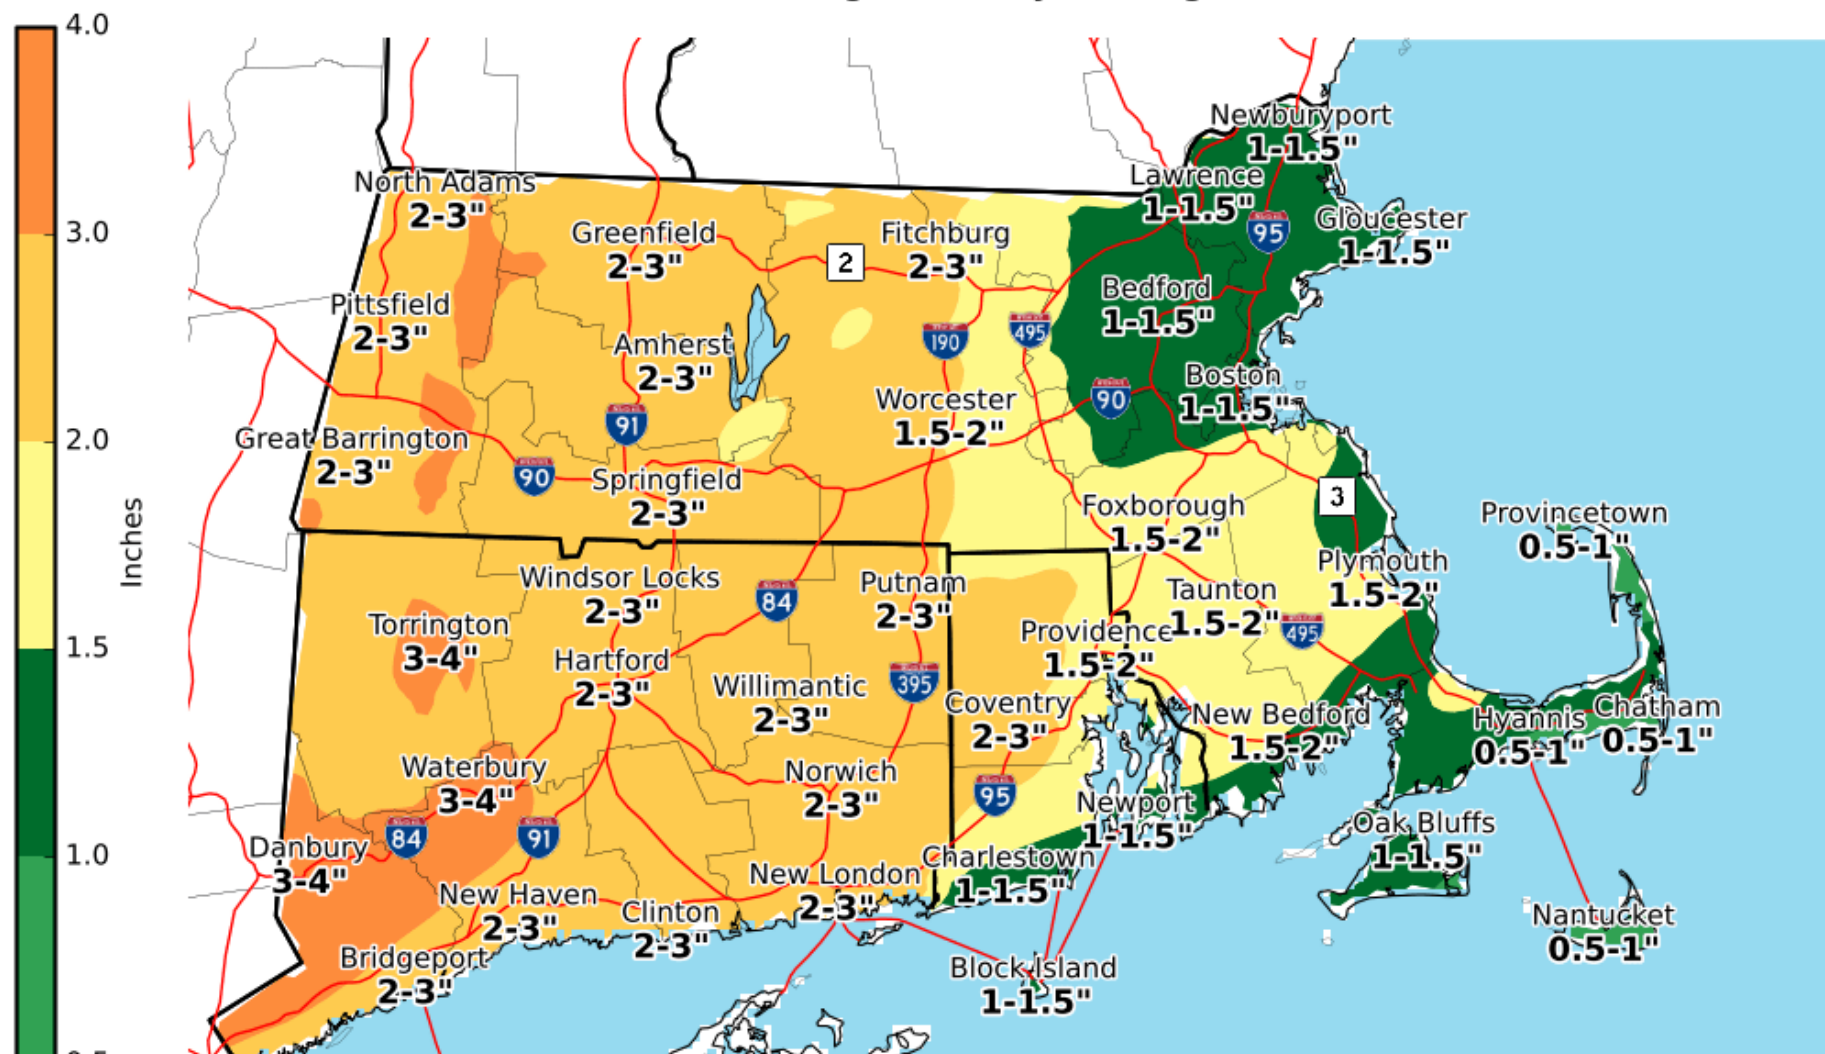 4.0
3.0
2.0
1.5
1.0
Inches
Newburyport
1-1.5"
Lawrence
1-1.5"
North Adams
2-3"
Gloucester
1-1.5"
95
Greenfield
2-3"
Fitchburg
2-3"
2
Bedford
1-1.5"
Pittsfield
2-3"
Amherst
2-3"
190
495
Boston
1-1.5"
Worcester
1.5-2"
90
91
Great Barrington
2-3"
90
Springfield
2-3"
3
Foxborough
1.5-2"
Provincetown
0.5-1"
Plymouth
1.5-2"
Windsor Locks
2-3"
84
Putnam
2-3"
Taunton
1.5-2"
495
Torrington
3-4"
Providence
1.5-2"
Hartford
2-3"
Willimantic
2-3"
395
Coventry
2-3"
New Bedford
1.5-2"
Hyannis
0.5-1"
Chatham
0.5-1"
Waterbury
3-4"
Norwich
2-3"
95
Newport
1-1.5"
Oak Bluffs
1-1.5"
84
91
Danbury
3-4"
Charlestown
1-1.5"
New London
2-3"
New Haven
2-3"
Clinton
2-3"
Nantucket
0.5-1"
Bridgeport
2-3"
Block Island
1-1.5"